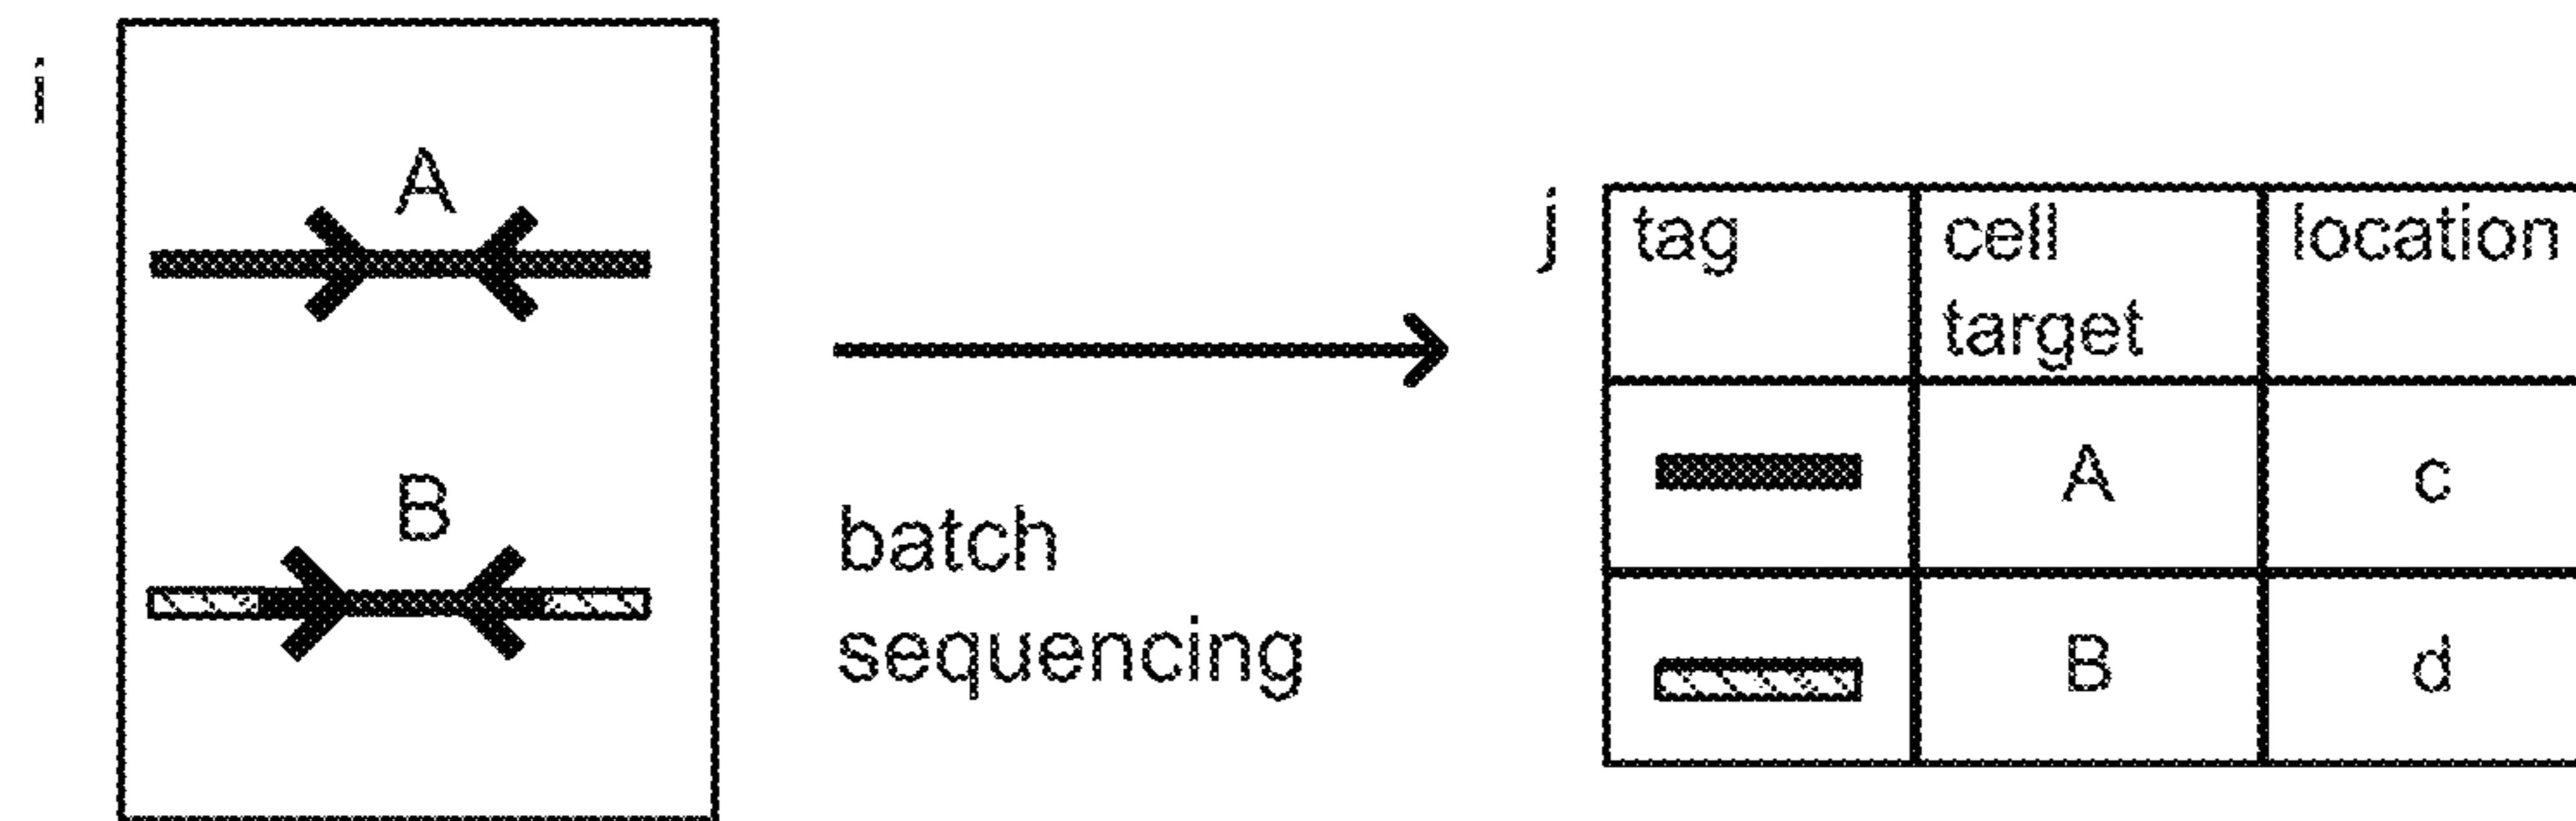 i
A
B
batch
sequencing
j
tag
cell
target
location
A
c
B
d